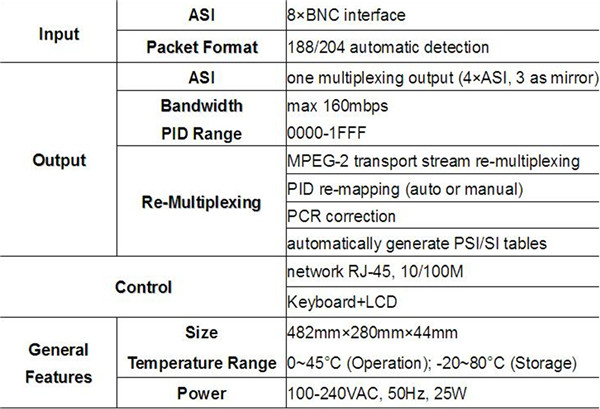 Input
ASI 8×BNC interface
Packet Format 188/204 automatic detection
Output
ASI one multiplexing output (4×ASI, 3 as mirror)
Bandwidth max 160mbps
PID Range 0000-1FFF
Re-Multiplexing
MPEG-2 transport stream re-multiplexing
PID re-mapping (auto or manual)
PCR correction
automatically generate PSI/SI tables
Control
network RJ-45, 10/100M
Keyboard+LCD
General
Features
Size 482mm×280mm×44mm
Temperature Range 0~45°C (Operation); -20~80°C (Storage)
Power 100-240VAC, 50Hz, 25W